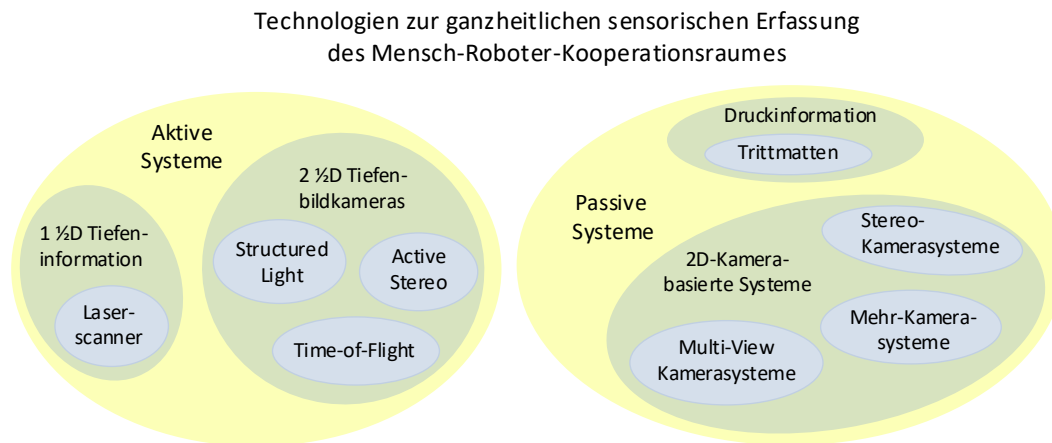 Technologien zur ganzheitlichen sensorischen Erfassung
des Mensch-Roboter-Kooperationsraumes
Aktive
Systeme
1 ½D Tiefen-
information
Laser-
scanner
2 ½D Tiefen-
bildkameras
Structured
Light
Active
Stereo
Time-of-Flight
Passive
Systeme
Druckinformation
Trittmatten
2D-Kamera-
basierte Systeme
Stereo-
Kamerasysteme
Mehr-Kamera-
systeme
Multi-View
Kamerasysteme